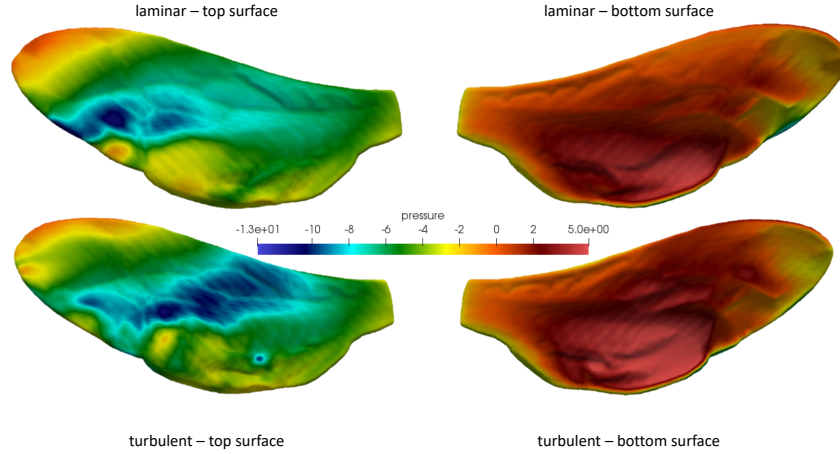 laminar – top surface
laminar – bottom surface
pressure
-1.3e+01 -10 -8 -6 -4 -2 0 2 5.0e+00
turbulent – top surface
turbulent – bottom surface